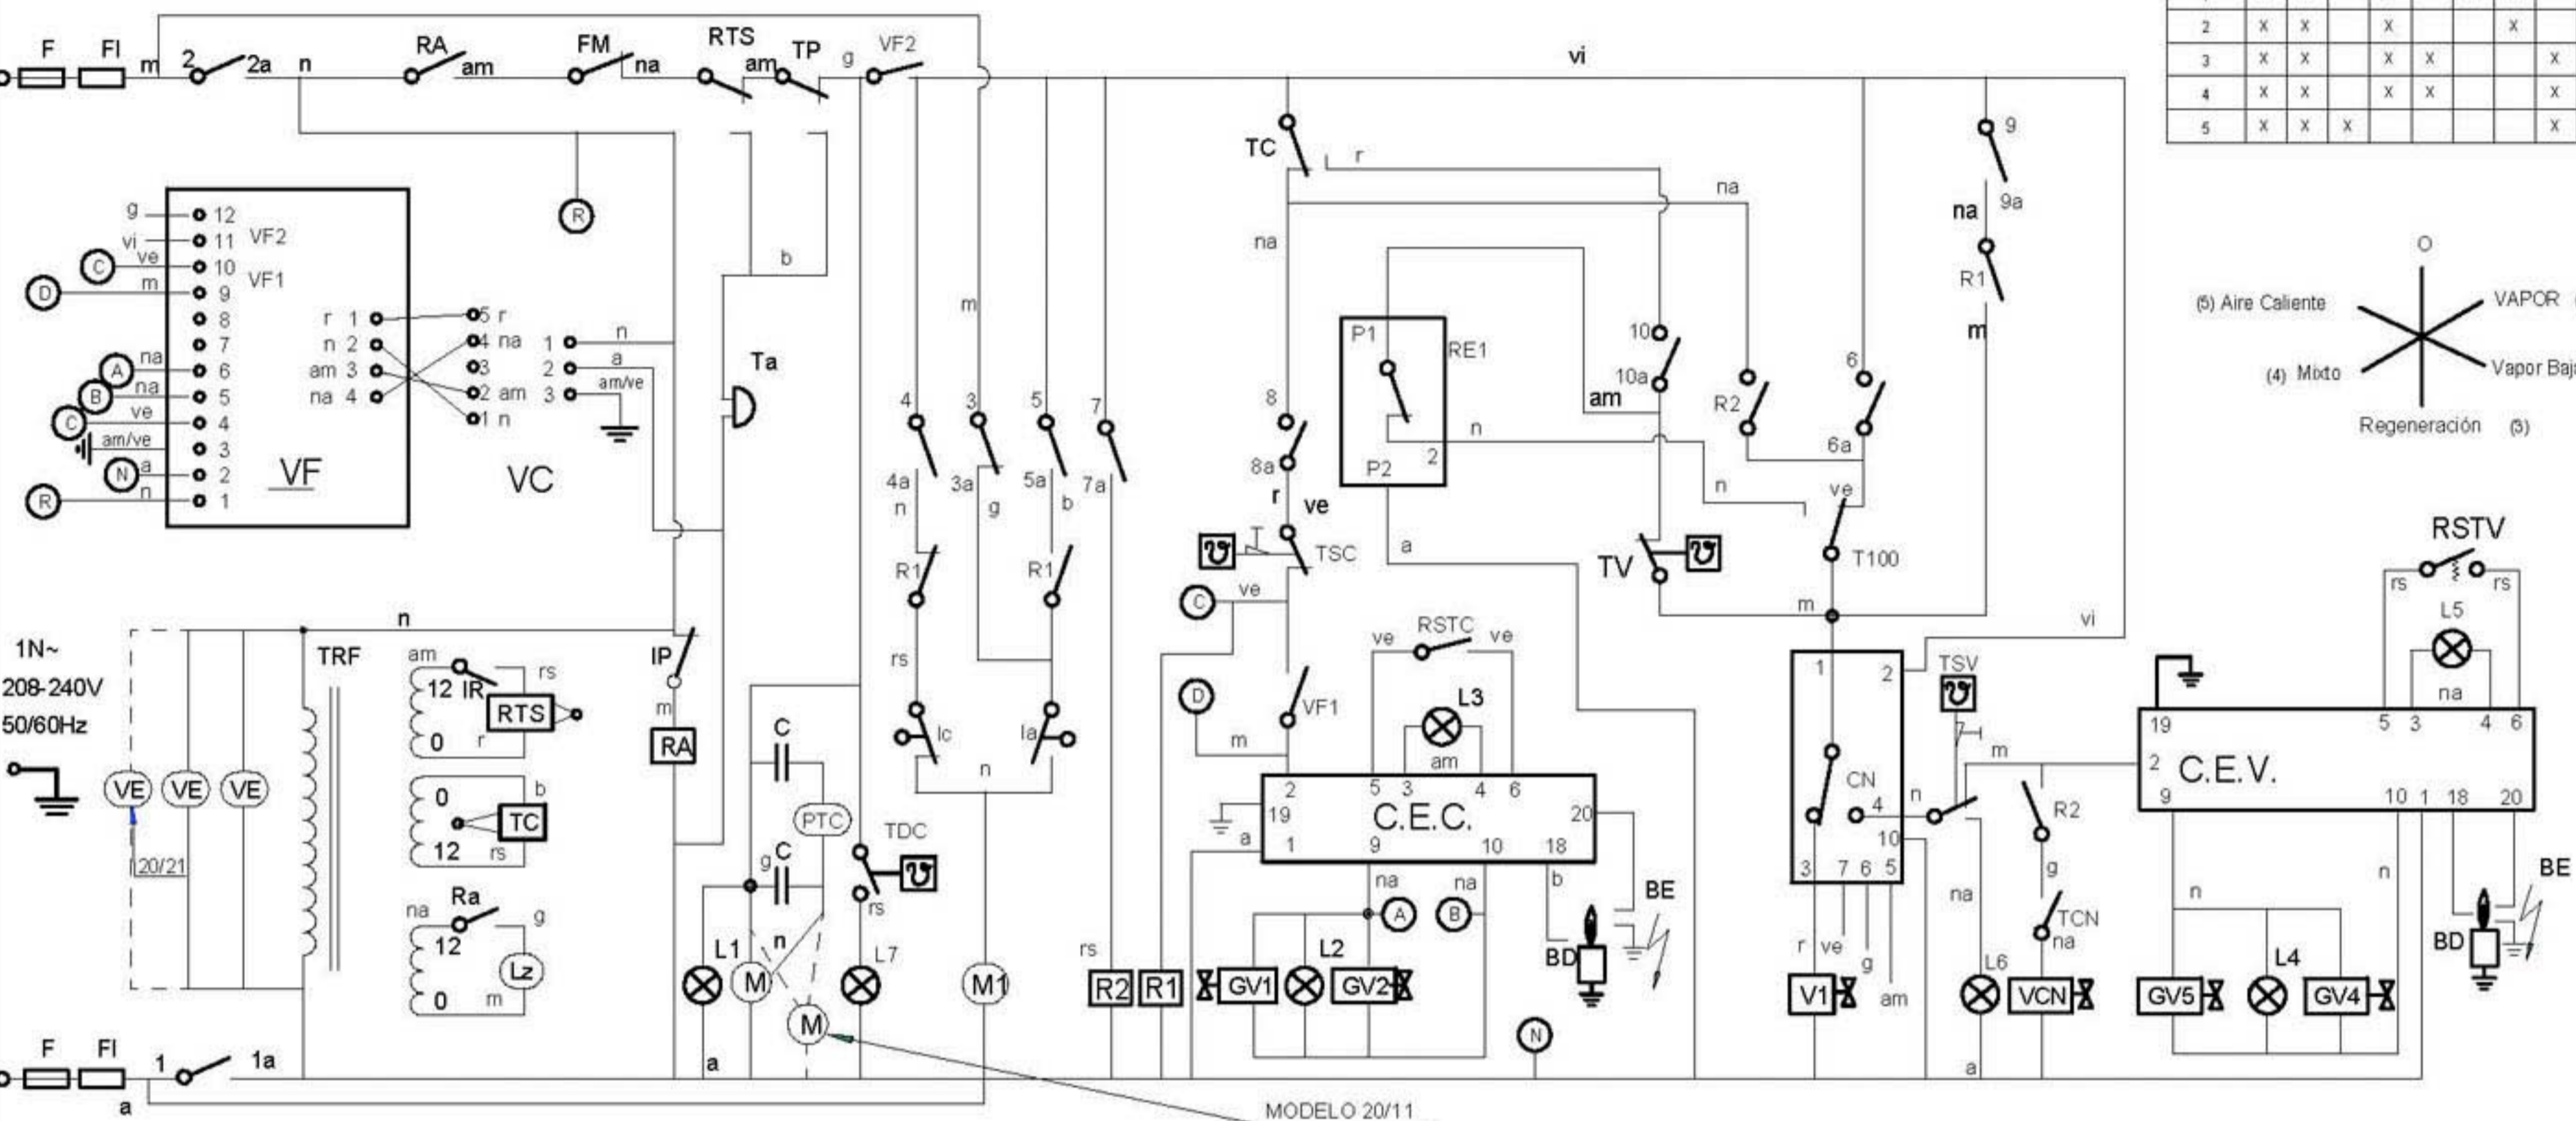 F FI m 2 2a n RA am FM na RTS am TP g VF2 vi
2 X X X X
3 X X X X X
4 X X X X X
5 X X X X
TC r na 9 9a na R1 m
O
(5) Aire Caliente VAPOR
(4) Mixto Vapor Baj
Regeneración (3)
R
g 12
vi 11 VF2
C ve 10
D m 9 VF1
8
7
A na 6
B na 5
C ve 4
am/ve 3
N a 2
R n 1
r 1
n 2
am 3
na 4
VF
5 r
4 na
3
2 am
1 n
VC
1 n
2 a
3 am/ve
b
Ta
m
4 3 5 7
4a 3a 5a 7a
n g b
R1 R1
rs
Ic Ia
n
M1
na
8
8a
r ve
TSC
C ve
D m
VF1
P1 RE1
P2 2
n
a
10
10a
am
R2
6
6a
n ve
T100
TV
m
vi
1N~
208-240V
50/60Hz
n
TRF
VE VE VE
20/21
am 12 IR rs
RTS
0 r
0 b
TC
12 rs
Ra
na g
12
Lz
0 m
IP
m
RA
C
PTC
g C
TDC
rs
L1 n M L7
M
a
RSTC
ve ve
L3
am
2 5 3 4 6
C.E.C.
19 20
a 1 9 10 18
na na b
A B
BE
BD
rs
R2 R1 GV1 L2 GV2
N
1 2
CN
4 n
10
3 7 6 5
r ve g am
V1
TSV
m
R2
g
TCN
na
na
L6 VCN
a
RSTV
rs rs
L5
na
19 5 3 4 6
2 C.E.V.
9 10 1 18 20
n n
BE
BD
GV5 L4 GV4
F FI 1 1a
a
MODELO 20/11